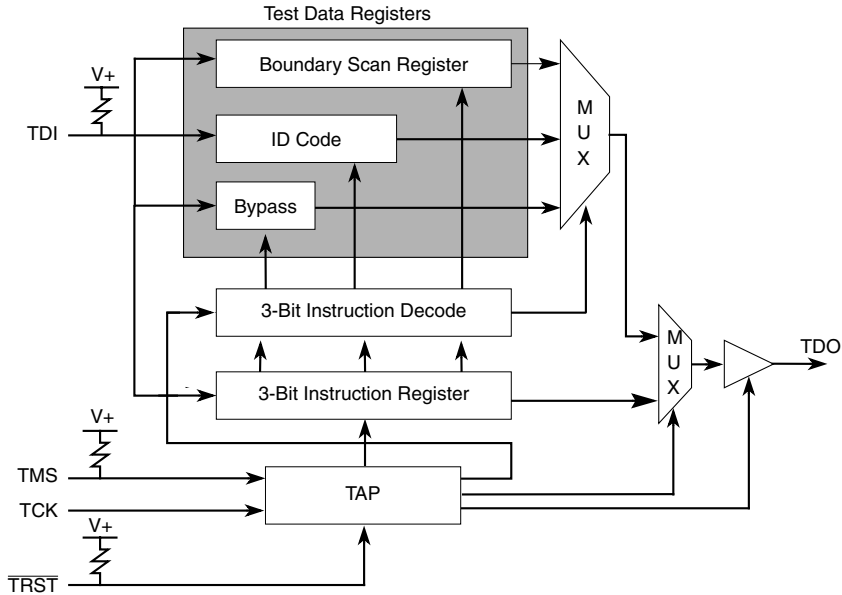 Test Data Registers
Boundary Scan Register
V+
M
U
X
TDI
ID Code
Bypass
3-Bit Instruction Decode
M
U
X
TDO
3-Bit Instruction Register
V+
TMS
TAP
TCK
V+
TRST